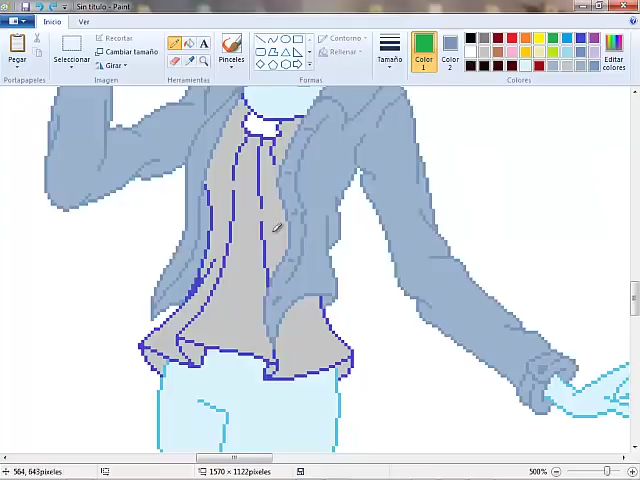 Sin título - Paint
Inicio Ver
Pegar
Portapapeles
Seleccionar
Recortar
Cambiar tamaño
Girar
Imagen
A
Herramientas
Pinceles
Contorno
Rellenar
Formas
Tamaño
Color 1
Color 2
Editar colores
Colores
564, 643píxeles
1570 × 1122píxeles
500%